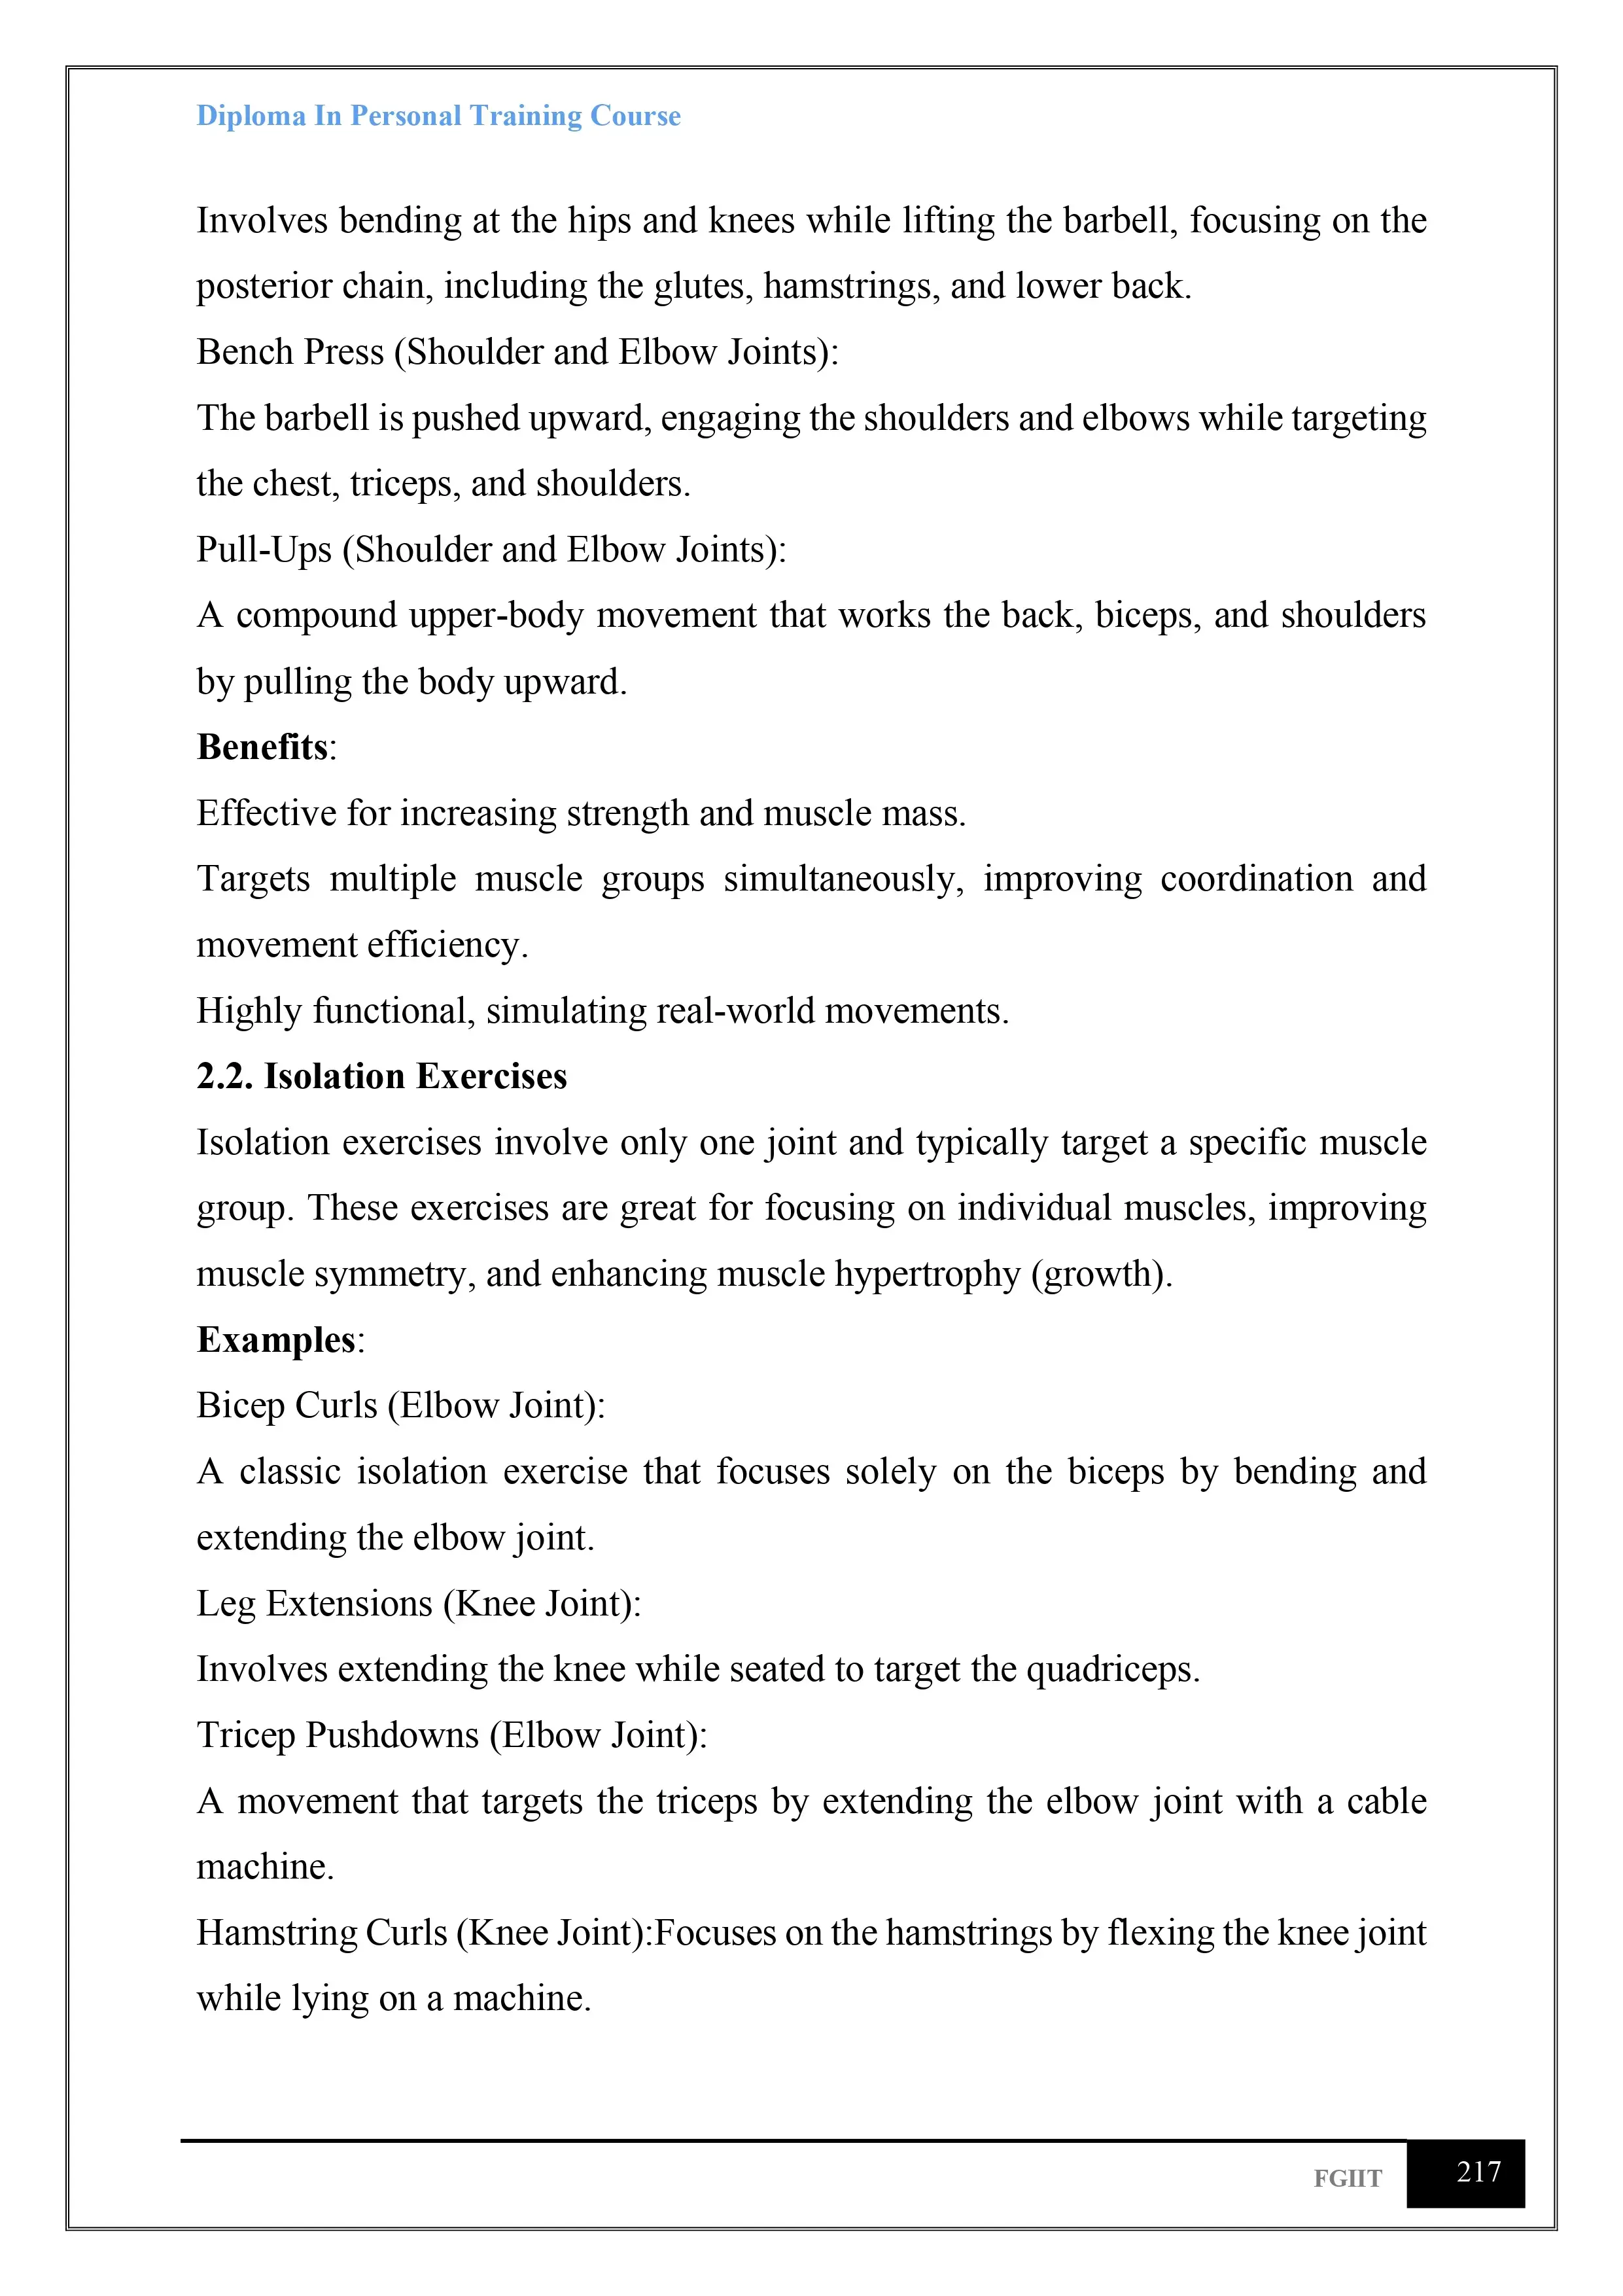 Diploma In Personal Training Course
Involves bending at the hips and knees while lifting the barbell, focusing on the
posterior chain, including the glutes, hamstrings, and lower back.
Bench Press (Shoulder and Elbow Joints):
The barbell is pushed upward, engaging the shoulders and elbows while targeting
the chest, triceps, and shoulders.
Pull-Ups (Shoulder and Elbow Joints):
A compound upper-body movement that works the back, biceps, and shoulders
by pulling the body upward.
Benefits:
Effective for increasing strength and muscle mass.
Targets multiple muscle groups simultaneously, improving coordination and
movement efficiency.
Highly functional, simulating real-world movements.
2.2. Isolation Exercises
Isolation exercises involve only one joint and typically target a specific muscle
group. These exercises are great for focusing on individual muscles, improving
muscle symmetry, and enhancing muscle hypertrophy (growth).
Examples:
Bicep Curls (Elbow Joint):
A classic isolation exercise that focuses solely on the biceps by bending and
extending the elbow joint.
Leg Extensions (Knee Joint):
Involves extending the knee while seated to target the quadriceps.
Tricep Pushdowns (Elbow Joint):
A movement that targets the triceps by extending the elbow joint with a cable
machine.
Hamstring Curls (Knee Joint):Focuses on the hamstrings by flexing the knee joint
while lying on a machine.
FGIIT 217